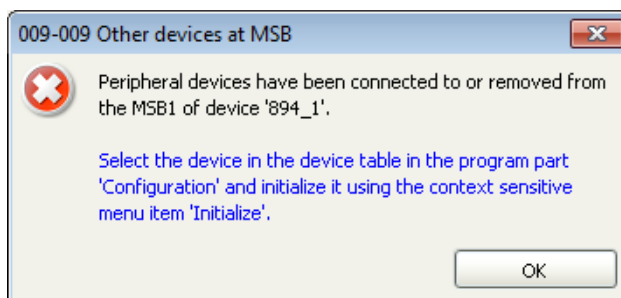 009-009 Other devices at MSB
Peripheral devices have been connected to or removed from
the MSB1 of device '894_1'.
Select the device in the device table in the program part
'Configuration' and initialize it using the context sensitive
menu item 'Initialize'.
OK